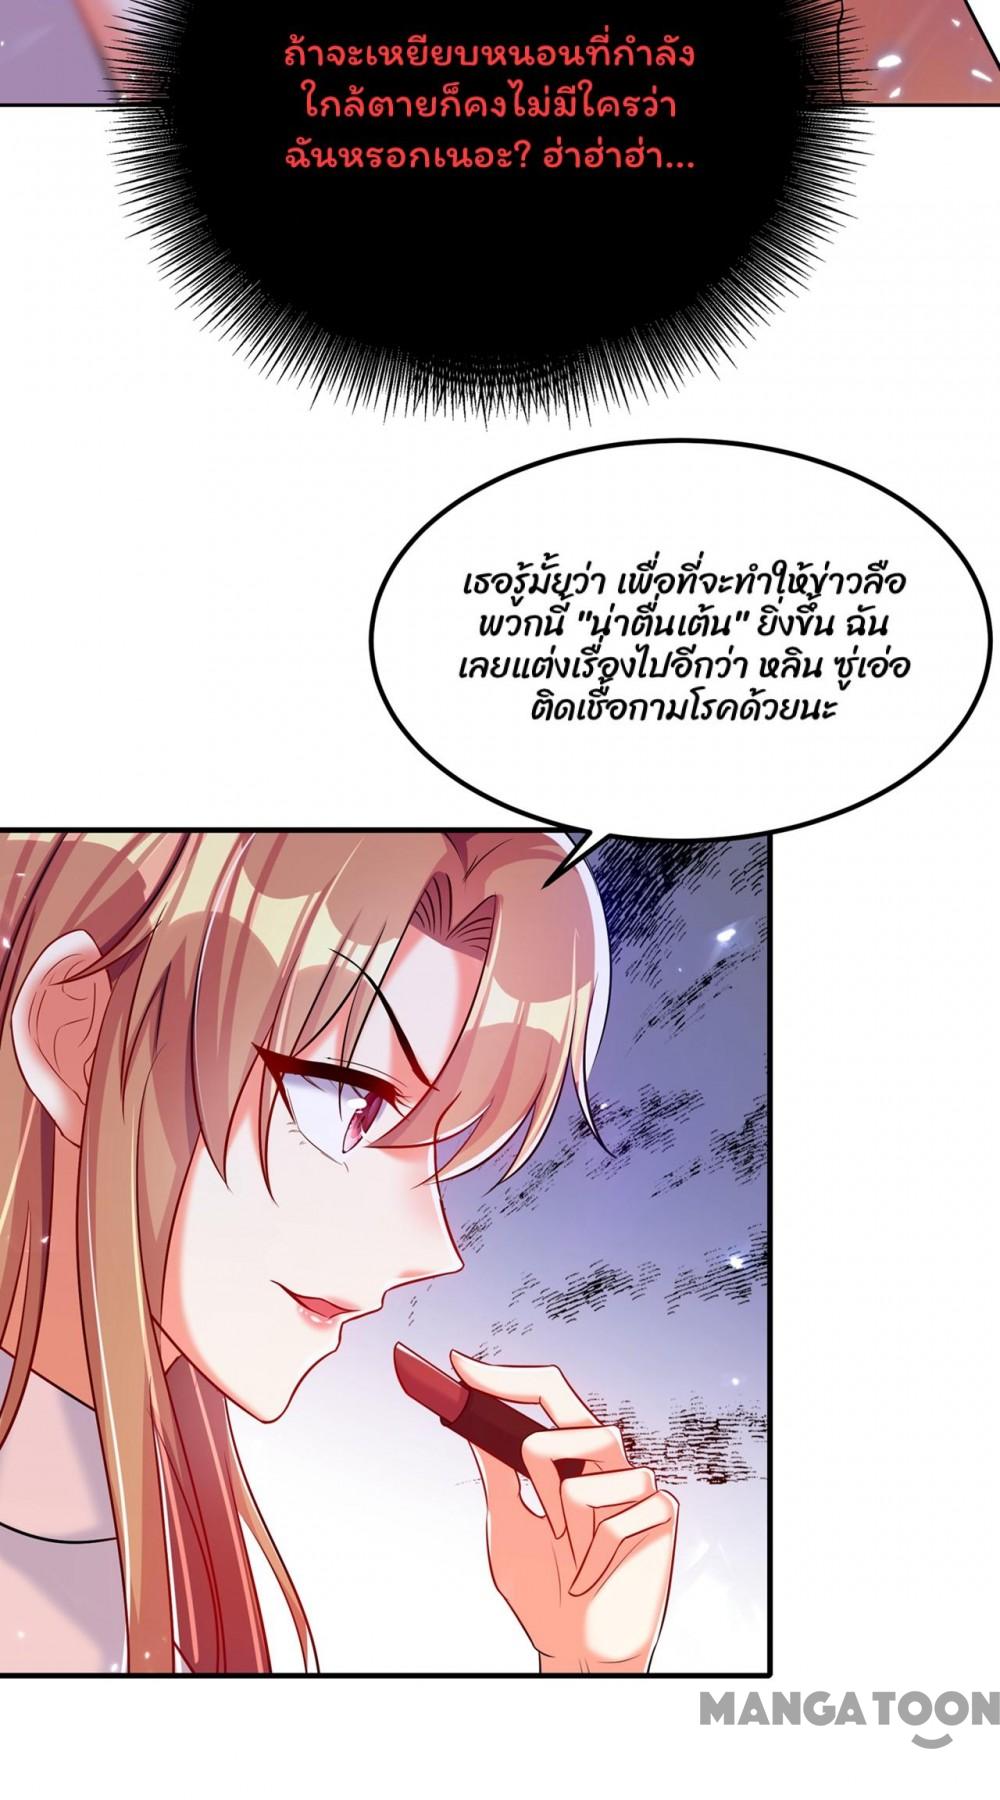 ถ้าจะเหยียบหนอนที่กำลัง
ใกล้ตายก็คงไม่มีใครว่า
ฉันหรอกเนอะ? ฮ่าฮ่าฮ่า...
เธอรู้มั้ยว่า เพื่อที่จะทำให้ข่าวลือ
พวกนี้ "น่าตื่นเต้น" ยิ่งขึ้น ฉัน
เลยแต่งเรื่องไปอีกว่า หลิน ซู่เอ่อ
ติดเชื้อกามโรคด้วยนะ
MANGATOON